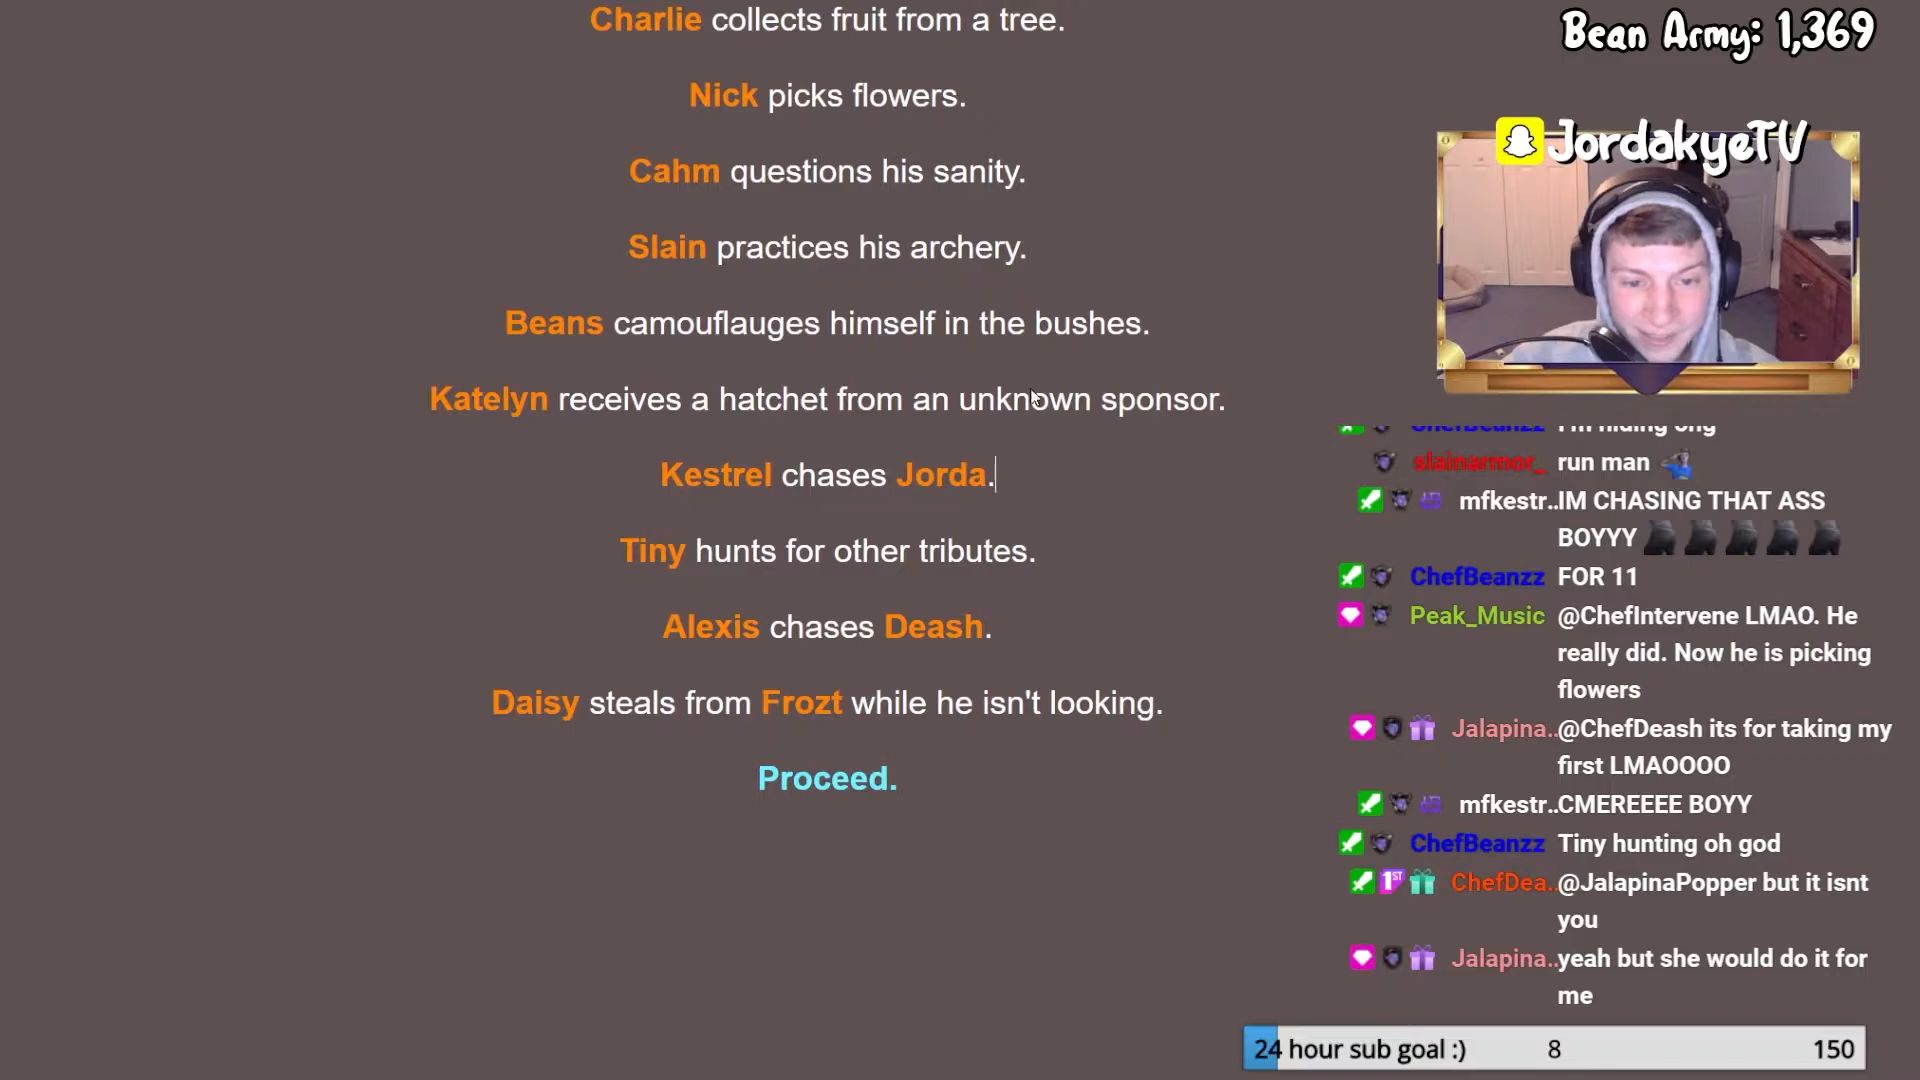 Charlie collects fruit from a tree.
Nick picks flowers.
Cahm questions his sanity.
Slain practices his archery.
Beans camouflauges himself in the bushes.
Katelyn receives a hatchet from an unknown sponsor.
Kestrel chases Jorda.
Tiny hunts for other tributes.
Alexis chases Deash.
Daisy steals from Frozt while he isn't looking.
Proceed.
Bean Army: 1,369
JordakyeTV
ChefBeanzz I'm hiding omg
slainarmor_ run man
mfkestr.. IM CHASING THAT ASS
BOYYY
ChefBeanzz FOR 11
Peak_Music @ChefIntervene LMAO. He
really did. Now he is picking
flowers
Jalapina.. @ChefDeash its for taking my
first LMAOOOO
mfkestr.. CMEREEEE BOYY
ChefBeanzz Tiny hunting oh god
1ST ChefDea.. @JalapinaPopper but it isnt
you
Jalapina.. yeah but she would do it for
me
24 hour sub goal :) 8 150